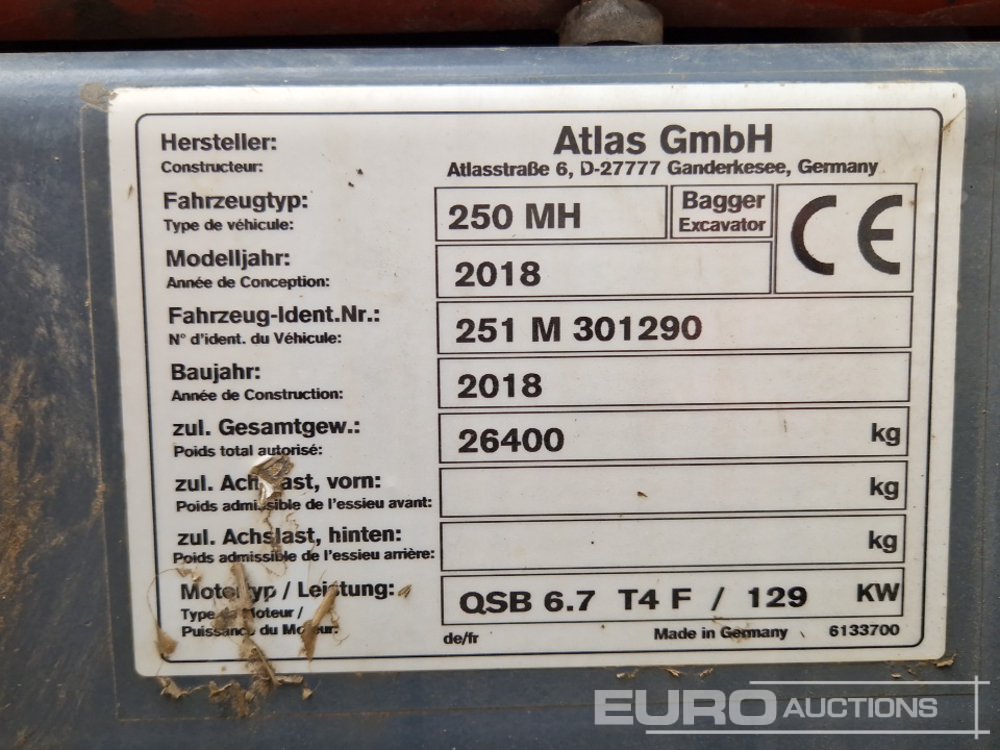 Hersteller: Atlas GmbH
Constructeur: Atlasstraße 6, D-27777 Ganderkesee, Germany
Fahrzeugtyp: 250 MH Bagger
Type de véhicule: Excavator
CE
Modelljahr: 2018
Année de Conception:
Fahrzeug-Ident.Nr.: 251 M 301290
N° d'ident. du Véhicule:
Baujahr: 2018
Année de Construction:
zul. Gesamtgew.: 26400 kg
Poids total autorisé:
zul. Achslast, vorn: kg
Poids admissible de l'essieu avant:
zul. Achslast, hinten: kg
Poids admissible de l'essieu arrière:
Motortyp / Leistung: QSB 6.7 T4 F / 129 KW
Type de Moteur /
Puissance du Moteur: de/fr Made in Germany 6133700
EURO AUCTIONS